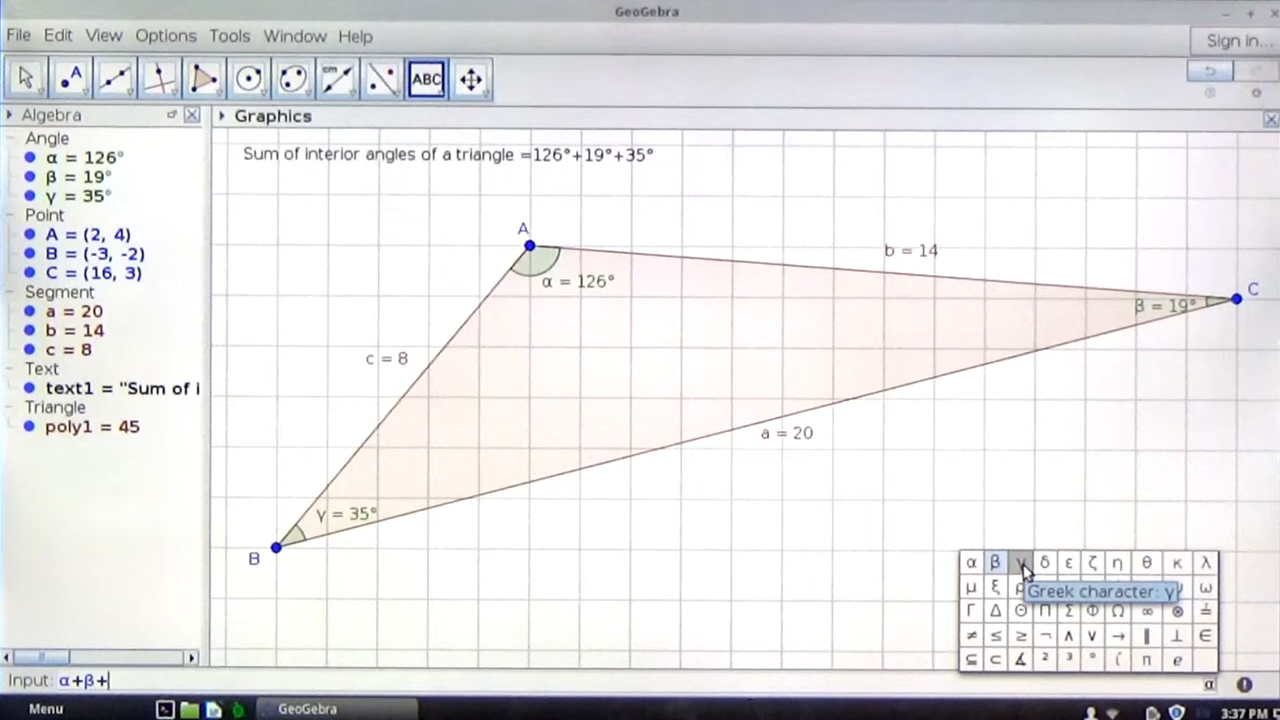 GeoGebra
File Edit View Options Tools Window Help
Sign in...
ABC
cm
A
Algebra
Graphics
Angle
α = 126°
β = 19°
γ = 35°
Point
A = (2, 4)
B = (-3, -2)
C = (16, 3)
Segment
a = 20
b = 14
c = 8
Text
text1 = "Sum of i
Triangle
poly1 = 45
Sum of interior angles of a triangle =126°+19°+35°
A
b = 14
α = 126°
C
β = 19°
c = 8
a = 20
γ = 35°
B
α β γ δ ε ζ η θ κ λ
μ ξ ρ ω
Greek character: γ
Γ Δ Θ Π Σ Φ Ω ∞ ⊗ ≟
≠ ≤ ≥ ¬ ∧ ∨ → ∥ ⊥ ∈
⊆ ⊂ ∡ ² ³ ° ί π e
Input: α+β+
α
Menu
GeoGebra
3:37 PM